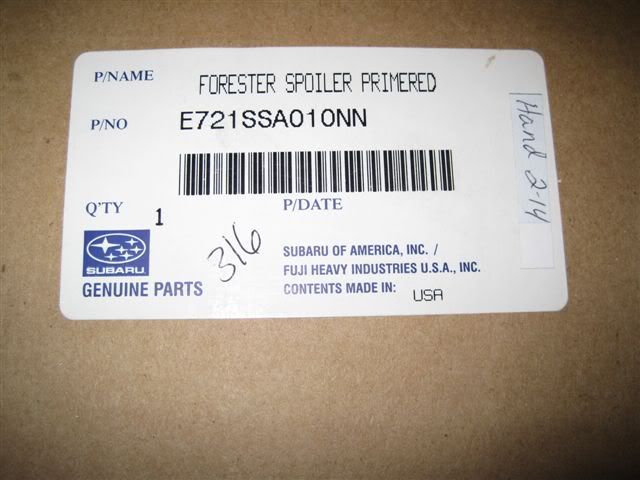 P/NAME FORESTER SPOILER PRIMERED
P/NO E721SSA010NN
Q'TY 1 P/DATE
316
SUBARU
GENUINE PARTS
SUBARU OF AMERICA, INC. /
FUJI HEAVY INDUSTRIES U.S.A., INC.
CONTENTS MADE IN: USA
Hand 2-14